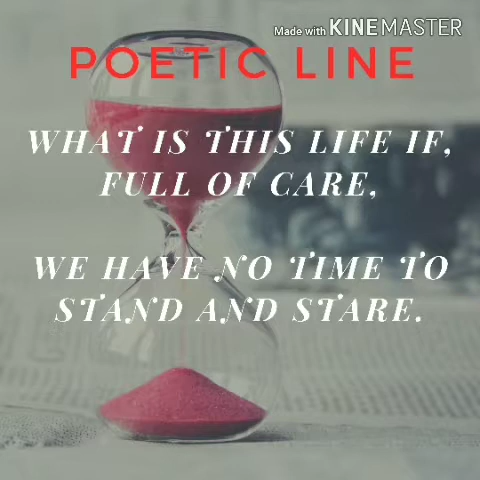 Made with KINEMASTER
POETIC LINE
WHAT IS THIS LIFE IF,
FULL OF CARE,
WE HAVE NO TIME TO
STAND AND STARE.